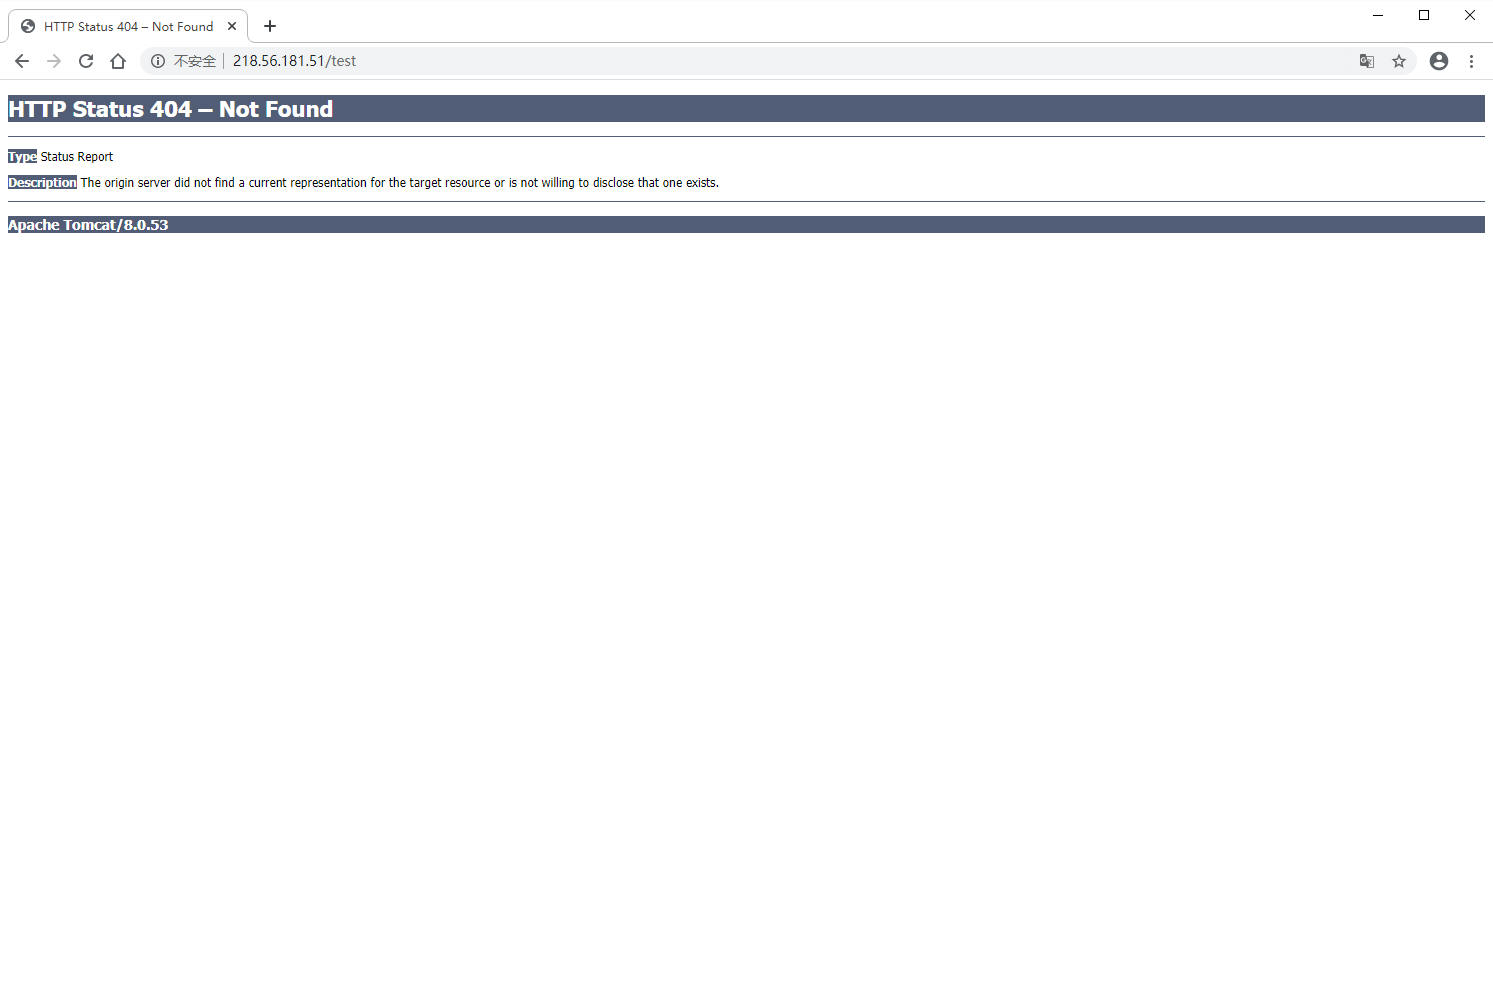 HTTP Status 404 – Not Found
不安全 218.56.181.51/test
HTTP Status 404 – Not Found
Type Status Report
Description The origin server did not find a current representation for the target resource or is not willing to disclose that one exists.
Apache Tomcat/8.0.53